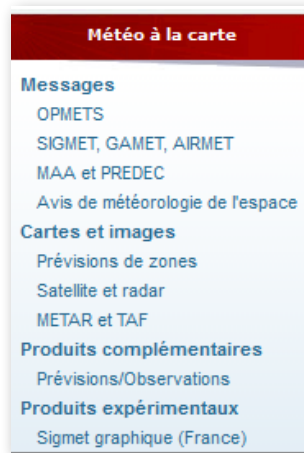 Météo à la carte
Messages
OPMETS
SIGMET, GAMET, AIRMET
MAA et PREDEC
Avis de météorologie de l'espace
Cartes et images
Prévisions de zones
Satellite et radar
METAR et TAF
Produits complémentaires
Prévisions/Observations
Produits expérimentaux
Sigmet graphique (France)